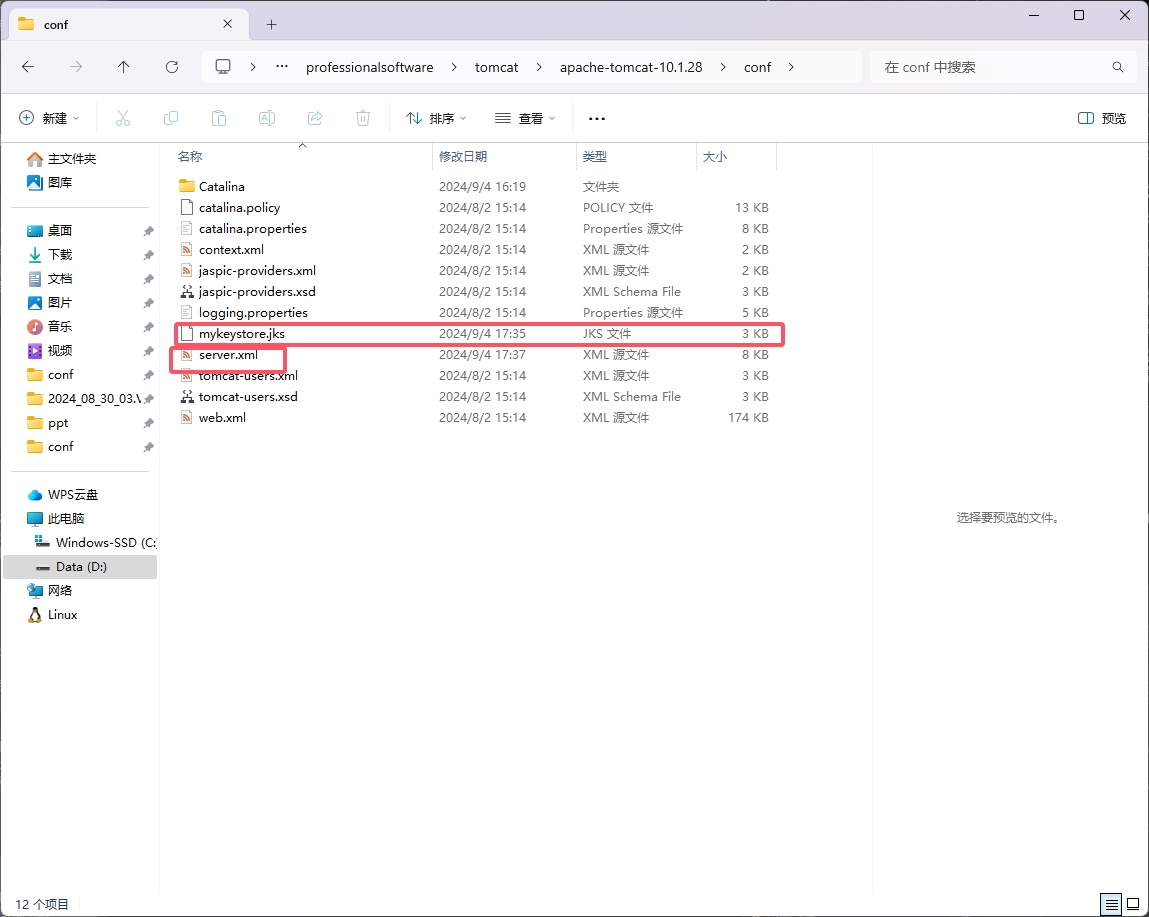 conf
professionalsoftware > tomcat > apache-tomcat-10.1.28 > conf >
在 conf 中搜索
新建
排序
查看
预览
主文件夹
图库
桌面
下载
文档
图片
音乐
视频
conf
2024_08_30_03.\
ppt
conf
WPS云盘
此电脑
Windows-SSD (C:
Data (D:)
网络
Linux
名称 修改日期 类型 大小
Catalina 2024/9/4 16:19 文件夹
catalina.policy 2024/8/2 15:14 POLICY 文件 13 KB
catalina.properties 2024/8/2 15:14 Properties 源文件 8 KB
context.xml 2024/8/2 15:14 XML 源文件 2 KB
jaspic-providers.xml 2024/8/2 15:14 XML 源文件 2 KB
jaspic-providers.xsd 2024/8/2 15:14 XML Schema File 3 KB
logging.properties 2024/8/2 15:14 Properties 源文件 5 KB
mykeystore.jks 2024/9/4 17:35 JKS 文件 3 KB
server.xml 2024/9/4 17:37 XML 源文件 8 KB
tomcat-users.xml 2024/8/2 15:14 XML 源文件 3 KB
tomcat-users.xsd 2024/8/2 15:14 XML Schema File 3 KB
web.xml 2024/8/2 15:14 XML 源文件 174 KB
选择要预览的文件。
12 个项目